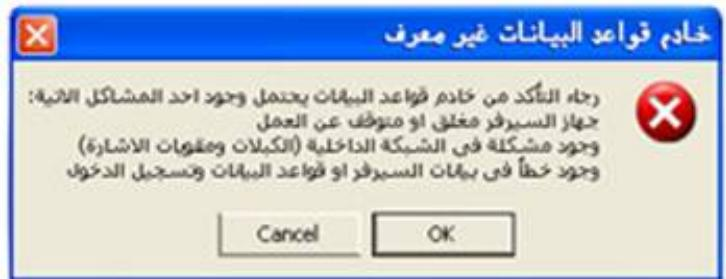 خادم قواعد البيانات غير معرف
رجاء التأكد من خادم قواعد البيانات يحتمل وجود احد المشاكل الاتية:
جهاز السيرفر مغلق او متوقف عن العمل
وجود مشكلة فى الشبكة الداخلية (الكبلات ومقويات الاشارة)
وجود خطأ فى بيانات السيرفر او قواعد البيانات وتسجيل الدخول
OK
Cancel